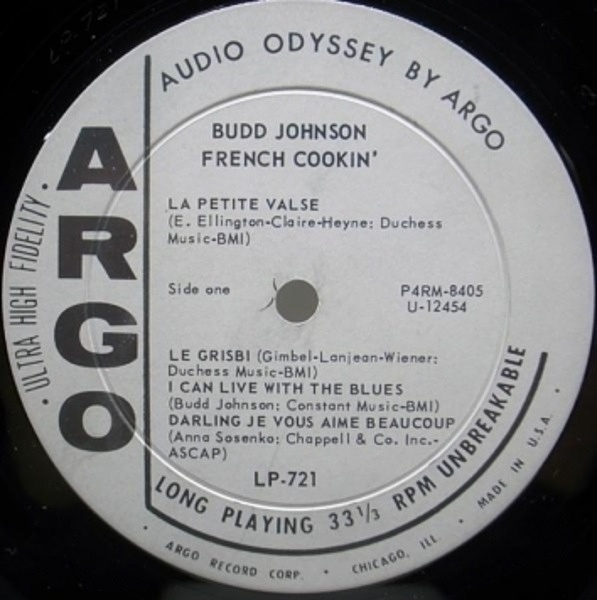 AUDIO ODYSSEY BY ARGO
ARGO
· ULTRA HIGH FIDELITY ·
BUDD JOHNSON
FRENCH COOKIN'
LA PETITE VALSE
(E. Ellington-Claire-Heyne: Duchess
Music-BMI)
Side one
P4RM-8405
U-12454
LE GRISBI (Gimbel-Lanjean-Wiener:
Duchess Music-BMI)
I CAN LIVE WITH THE BLUES
(Budd Johnson: Constant Music-BMI)
DARLING JE VOUS AIME BEAUCOUP
(Anna Sosenko: Chappell & Co. Inc.-
ASCAP)
LP-721
LONG PLAYING 33⅓ RPM UNBREAKABLE
· ARGO RECORD CORP. · CHICAGO, ILL. · MADE IN U.S.A. ·